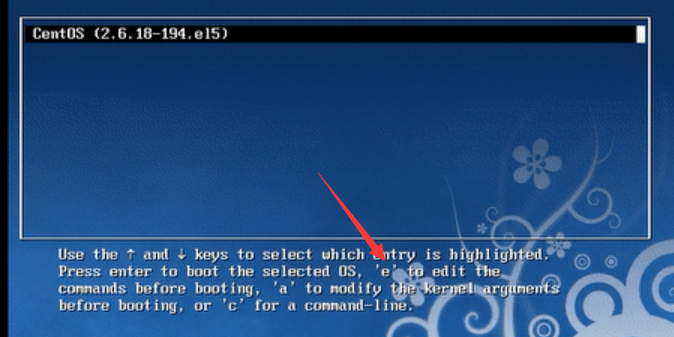 CentOS (2.6.18-194.el5)
Use the ↑ and ↓ keys to select which entry is highlighted.
Press enter to boot the selected OS, 'e' to edit the
commands before booting, 'a' to modify the kernel arguments
before booting, or 'c' for a command-line.